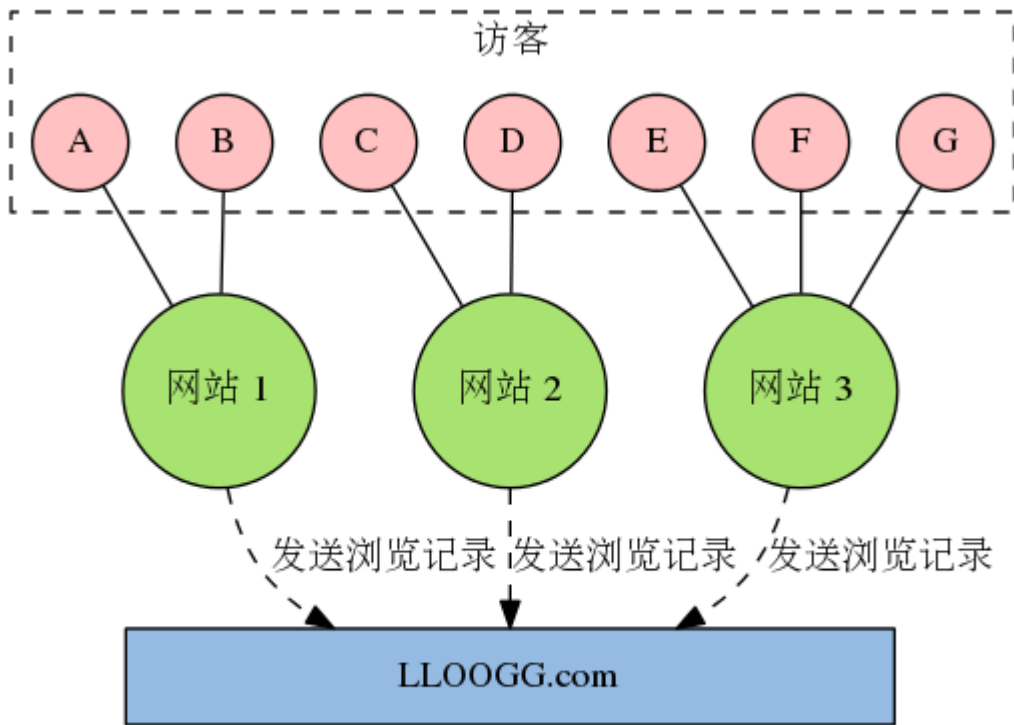 访客
A B C D E F G
网站 1 网站 2 网站 3
发送浏览记录 发送浏览记录 发送浏览记录
LLOOGG.com